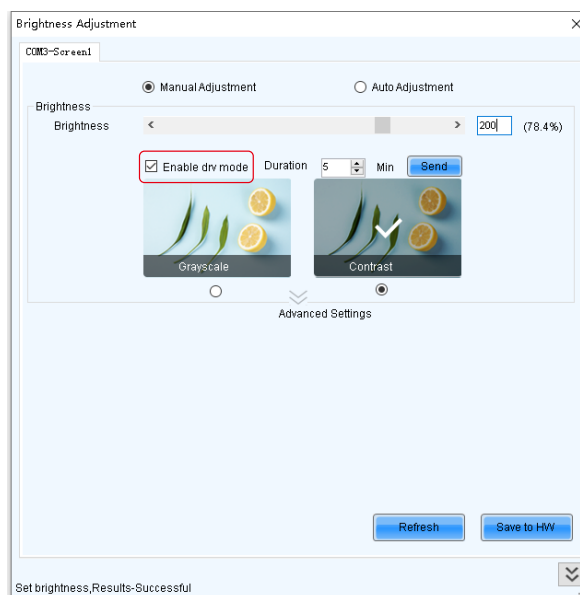 Brightness Adjustment
COM3-Screen1
Manual Adjustment Auto Adjustment
Brightness
Brightness 200 (78.4%)
Enable drv mode Duration 5 Min Send
Grayscale Contrast
Advanced Settings
Refresh Save to HW
Set brightness,Results-Successful